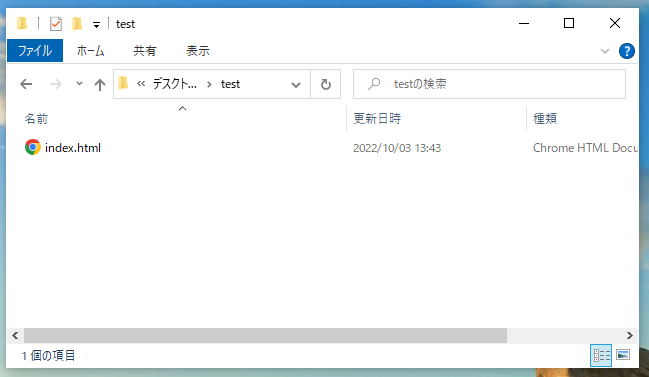 test
ファイル ホーム 共有 表示 ?
« デスクト... › test testの検索
名前 更新日時 種類
index.html 2022/10/03 13:43 Chrome HTML Docu
1 個の項目